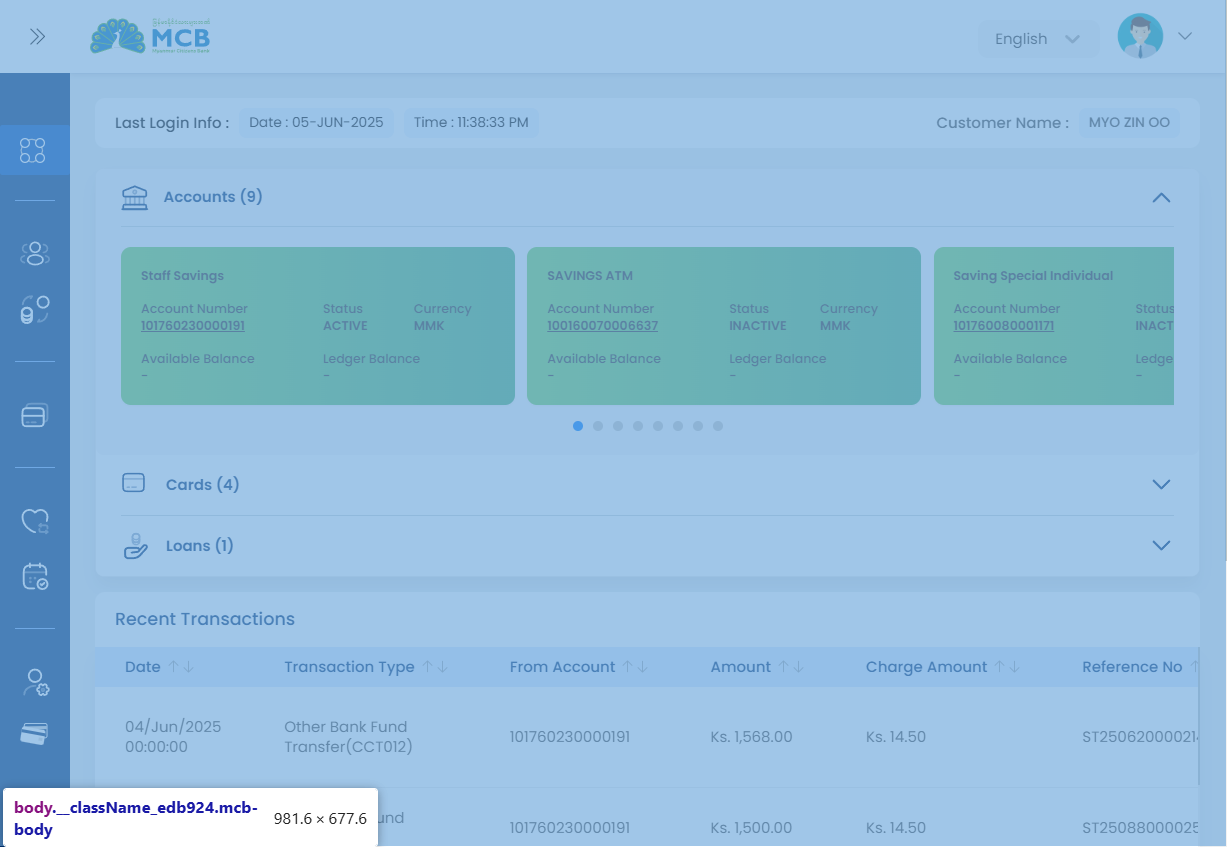 MCB
Myanmar Citizens Bank
English
Last Login Info :
Date : 05-JUN-2025
Time : 11:38:33 PM
Customer Name :
MYO ZIN OO
Accounts (9)
Staff Savings
Account Number
Status
Currency
101760230000191
ACTIVE
MMK
Available Balance
Ledger Balance
-
-
SAVINGS ATM
Account Number
Status
Currency
100160070006637
INACTIVE
MMK
Available Balance
Ledger Balance
-
-
Saving Special Individual
Account Number
Status
101760080001171
INACT
Available Balance
Ledge
-
-
Cards (4)
Loans (1)
Recent Transactions
Date
Transaction Type
From Account
Amount
Charge Amount
Reference No
04/Jun/2025
00:00:00
Other Bank Fund
Transfer(CCT012)
101760230000191
Ks. 1,568.00
Ks. 14.50
ST2506200002
und
101760230000191
Ks. 1,500.00
Ks. 14.50
ST25088000025
body.__className_edb924.mcb-
body
981.6 × 677.6